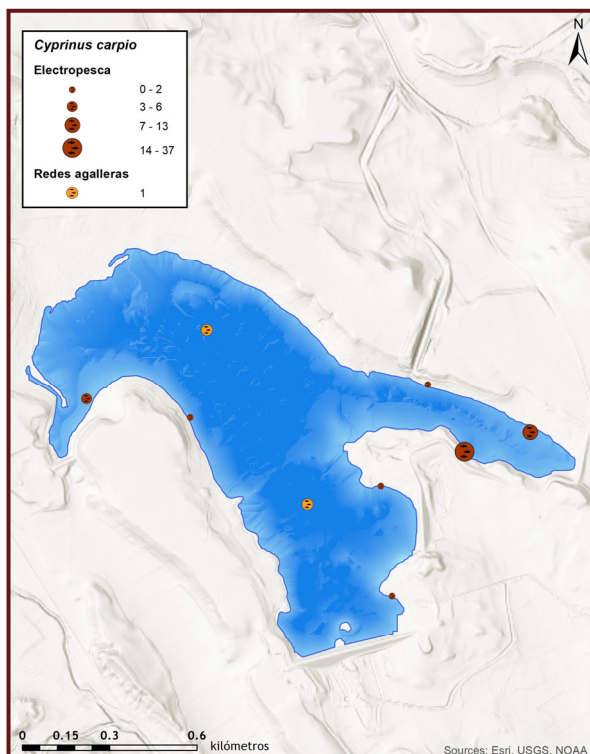 Cyprinus carpio
Electropesca
0 - 2
3 - 6
7 - 13
14 - 37
Redes agalleras
1
N
0 0.15 0.3 0.6
kilómetros
Sources: Esri, USGS, NOAA